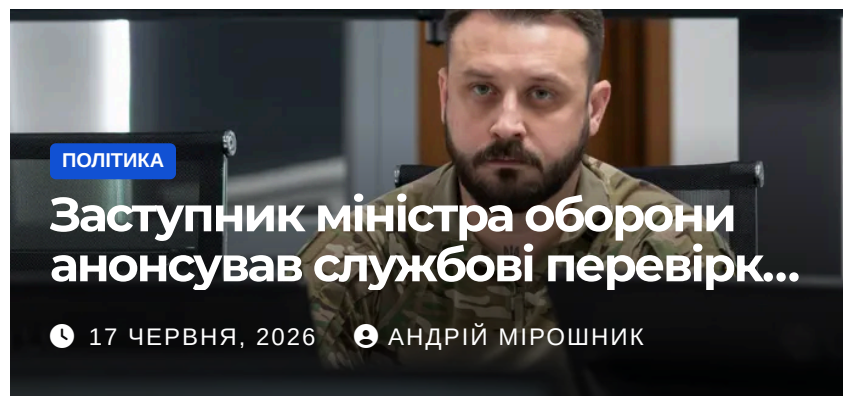 ПОЛІТИКА
Заступник міністра оборони
анонсував службові перевірк...
17 ЧЕРВНЯ, 2026 АНДРІЙ МІРОШНИК